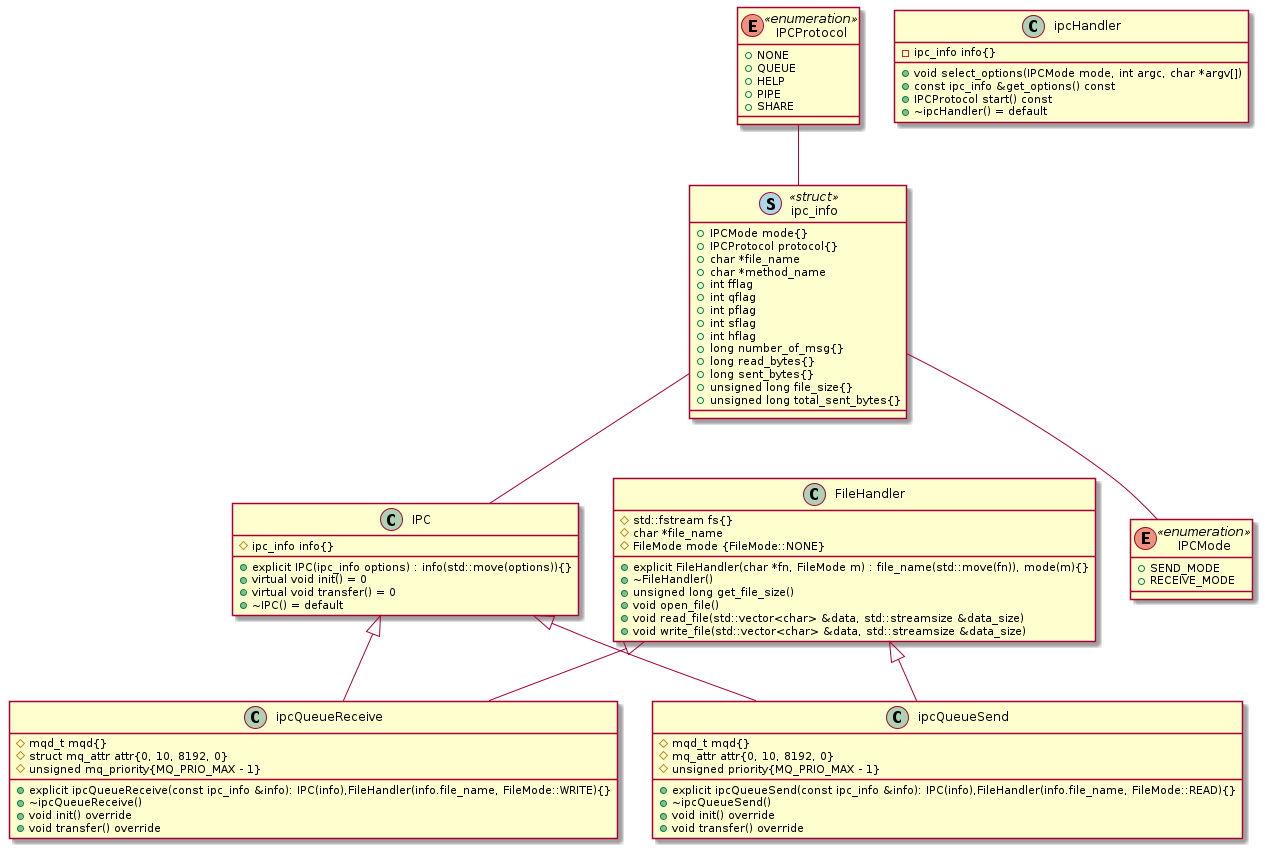 E «enumeration»
IPCProtocol
NONE
QUEUE
HELP
PIPE
SHARE
C ipcHandler
ipc_info info{}
void select_options(IPCMode mode, int argc, char *argv[])
const ipc_info &get_options() const
IPCProtocol start() const
~ipcHandler() = default
S «struct»
ipc_info
IPCMode mode{}
IPCProtocol protocol{}
char *file_name
char *method_name
int fflag
int qflag
int pflag
int sflag
int hflag
long number_of_msg{}
long read_bytes{}
long sent_bytes{}
unsigned long file_size{}
unsigned long total_sent_bytes{}
C IPC
ipc_info info{}
explicit IPC(ipc_info options) : info(std::move(options)){}
virtual void init() = 0
virtual void transfer() = 0
~IPC() = default
C FileHandler
std::fstream fs{}
char *file_name
FileMode mode {FileMode::NONE}
explicit FileHandler(char *fn, FileMode m) : file_name(std::move(fn)), mode(m){}
~FileHandler()
unsigned long get_file_size()
void open_file()
void read_file(std::vector<char> &data, std::streamsize &data_size)
void write_file(std::vector<char> &data, std::streamsize &data_size)
E «enumeration»
IPCMode
SEND_MODE
RECEIVE_MODE
C ipcQueueReceive
mqd_t mqd{}
struct mq_attr attr{0, 10, 8192, 0}
unsigned mq_priority{MQ_PRIO_MAX - 1}
explicit ipcQueueReceive(const ipc_info &info): IPC(info),FileHandler(info.file_name, FileMode::WRITE){}
~ipcQueueReceive()
void init() override
void transfer() override
C ipcQueueSend
mqd_t mqd{}
mq_attr attr{0, 10, 8192, 0}
unsigned priority{MQ_PRIO_MAX - 1}
explicit ipcQueueSend(const ipc_info &info): IPC(info),FileHandler(info.file_name, FileMode::READ){}
~ipcQueueSend()
void init() override
void transfer() override